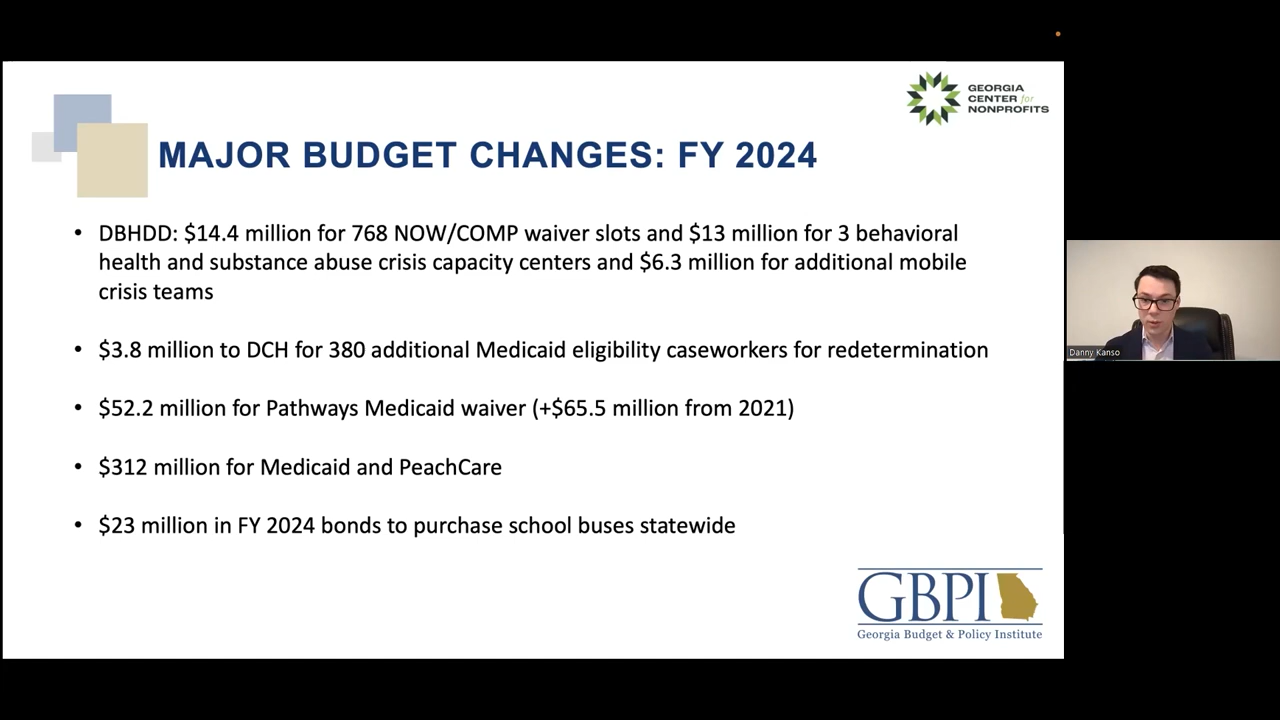 GEORGIA
CENTER for
NONPROFITS
MAJOR BUDGET CHANGES: FY 2024
• DBHDD: $14.4 million for 768 NOW/COMP waiver slots and $13 million for 3 behavioral
health and substance abuse crisis capacity centers and $6.3 million for additional mobile
crisis teams
• $3.8 million to DCH for 380 additional Medicaid eligibility caseworkers for redetermination
• $52.2 million for Pathways Medicaid waiver (+$65.5 million from 2021)
• $312 million for Medicaid and PeachCare
• $23 million in FY 2024 bonds to purchase school buses statewide
GBPI
Georgia Budget & Policy Institute
Danny Kanso